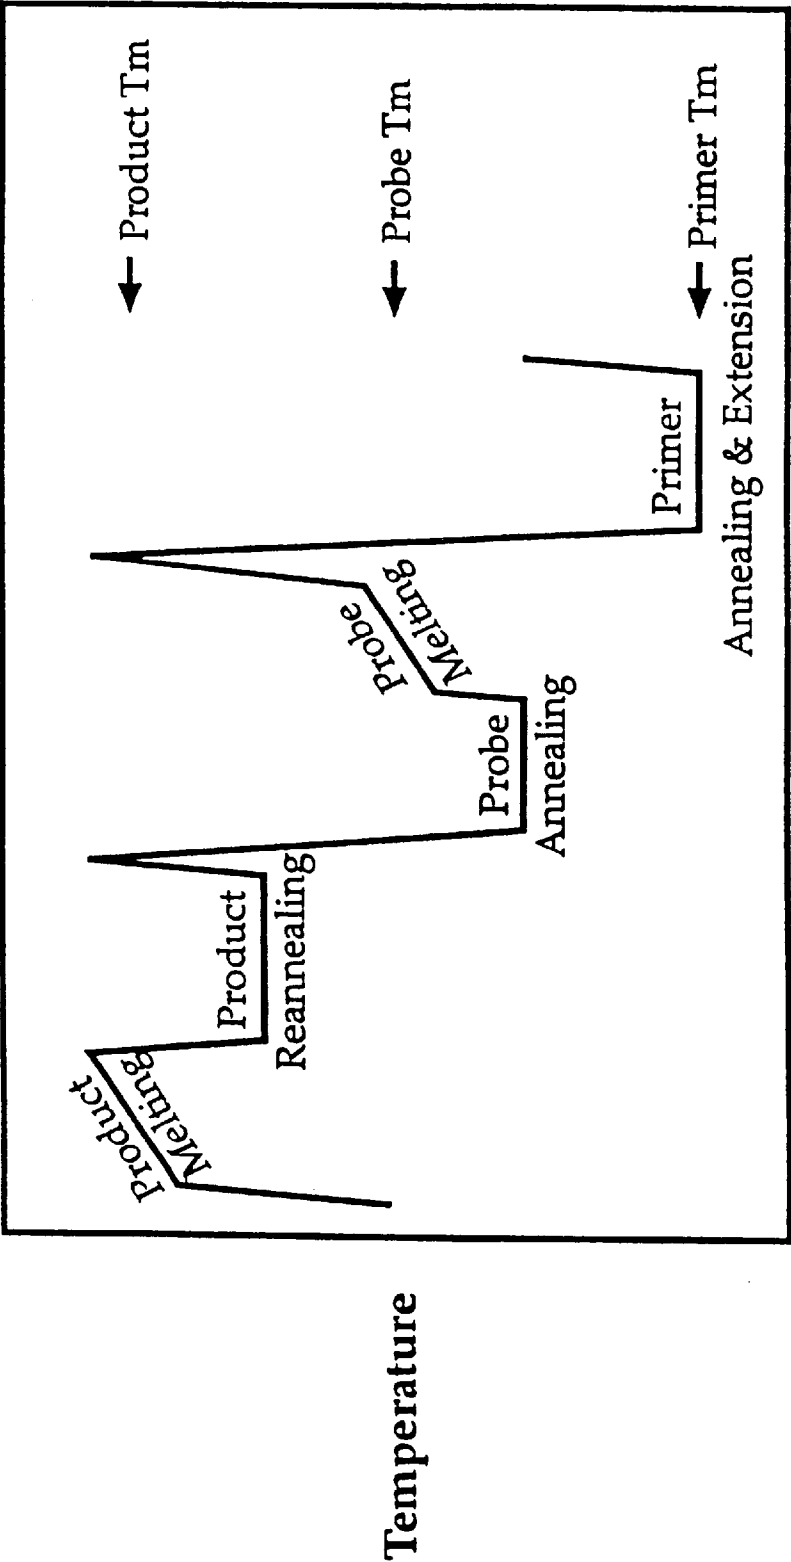 Temperature
Product
Melting
Product
Reannealing
Probe
Annealing
Probe
Melting
Primer
Annealing & Extension
Product Tm
Probe Tm
Primer Tm